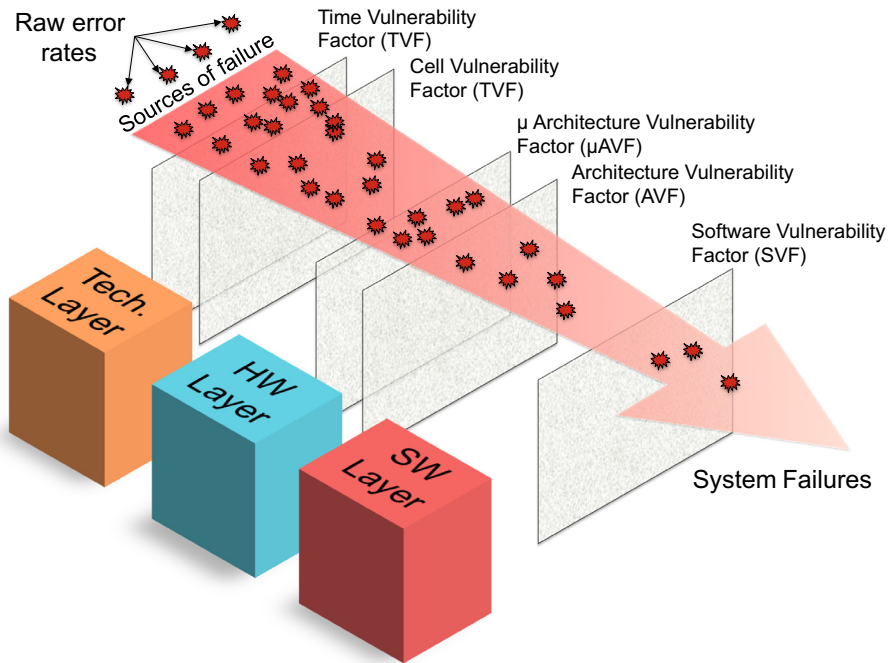 Raw error
rates
Sources of failure
Time Vulnerability
Factor (TVF)
Cell Vulnerability
Factor (TVF)
µ Architecture Vulnerability
Factor (µAVF)
Architecture Vulnerability
Factor (AVF)
Software Vulnerability
Factor (SVF)
Tech.
Layer
HW
Layer
SW
Layer
System Failures